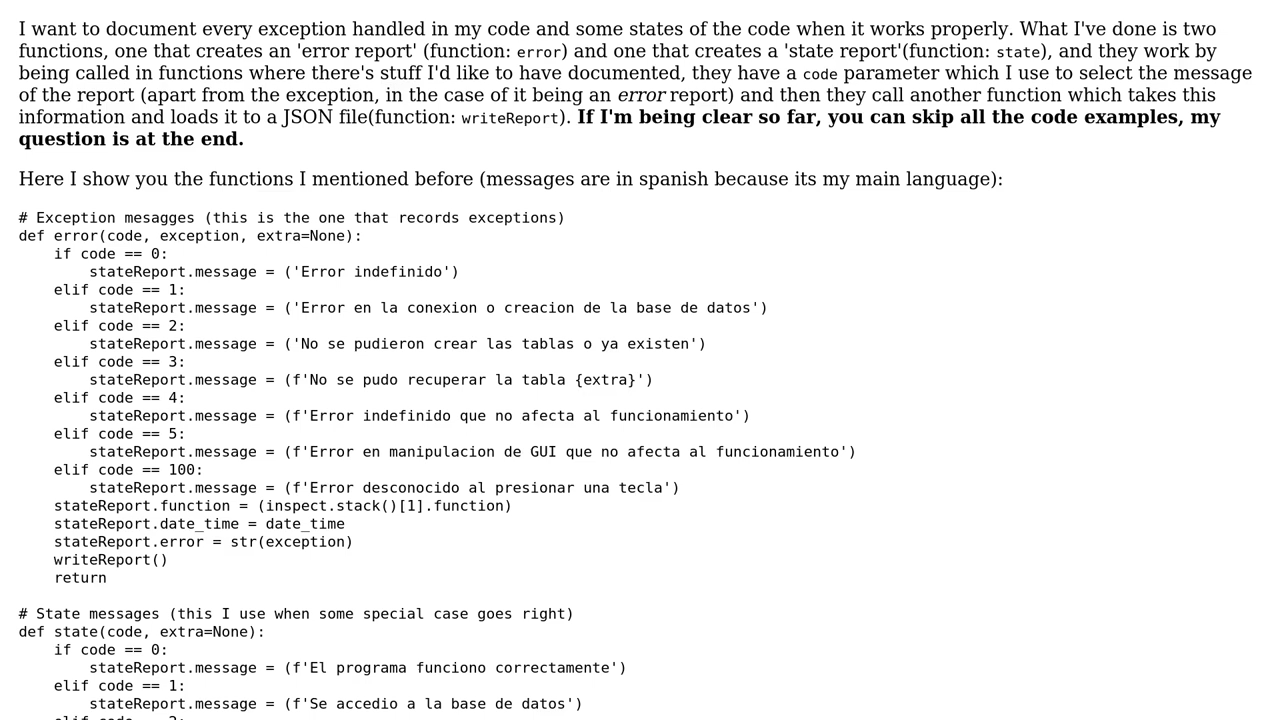 I want to document every exception handled in my code and some states of the code when it works properly. What I've done is two
functions, one that creates an 'error report' (function: error) and one that creates a 'state report'(function: state), and they work by
being called in functions where there's stuff I'd like to have documented, they have a code parameter which I use to select the message
of the report (apart from the exception, in the case of it being an error report) and then they call another function which takes this
information and loads it to a JSON file(function: writeReport). If I'm being clear so far, you can skip all the code examples, my
question is at the end.
Here I show you the functions I mentioned before (messages are in spanish because its my main language):
# Exception mesagges (this is the one that records exceptions)
def error(code, exception, extra=None):
    if code == 0:
        stateReport.message = ('Error indefinido')
    elif code == 1:
        stateReport.message = ('Error en la conexion o creacion de la base de datos')
    elif code == 2:
        stateReport.message = ('No se pudieron crear las tablas o ya existen')
    elif code == 3:
        stateReport.message = (f'No se pudo recuperar la tabla {extra}')
    elif code == 4:
        stateReport.message = (f'Error indefinido que no afecta al funcionamiento')
    elif code == 5:
        stateReport.message = (f'Error en manipulacion de GUI que no afecta al funcionamiento')
    elif code == 100:
        stateReport.message = (f'Error desconocido al presionar una tecla')
    stateReport.function = (inspect.stack()[1].function)
    stateReport.date_time = date_time
    stateReport.error = str(exception)
    writeReport()
    return
# State messages (this I use when some special case goes right)
def state(code, extra=None):
    if code == 0:
        stateReport.message = (f'El programa funciono correctamente')
    elif code == 1:
        stateReport.message = (f'Se accedio a la base de datos')
    elif code == 2: